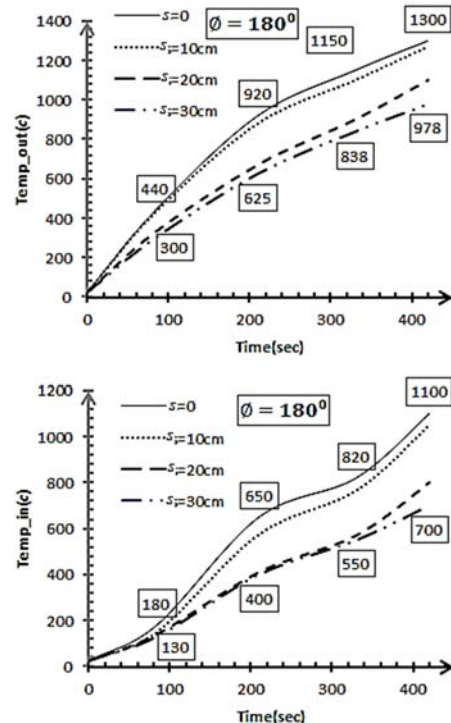 1400
1200
1000
800
600
400
200
0
Temp_out(c)
s=0
s,=10cm
s,=20cm
s,=30cm
Ø = 180⁰
440
920
1150
1300
300
625
838
978
0 100 200 300 400
Time(sec)
1200
1000
800
600
400
200
0
Temp_in(c)
s=0
s,=10cm
s,=20cm
s,=30cm
Ø = 180⁰
180
650
820
1100
130
400
550
700
0 100 200 300 400
Time(sec)